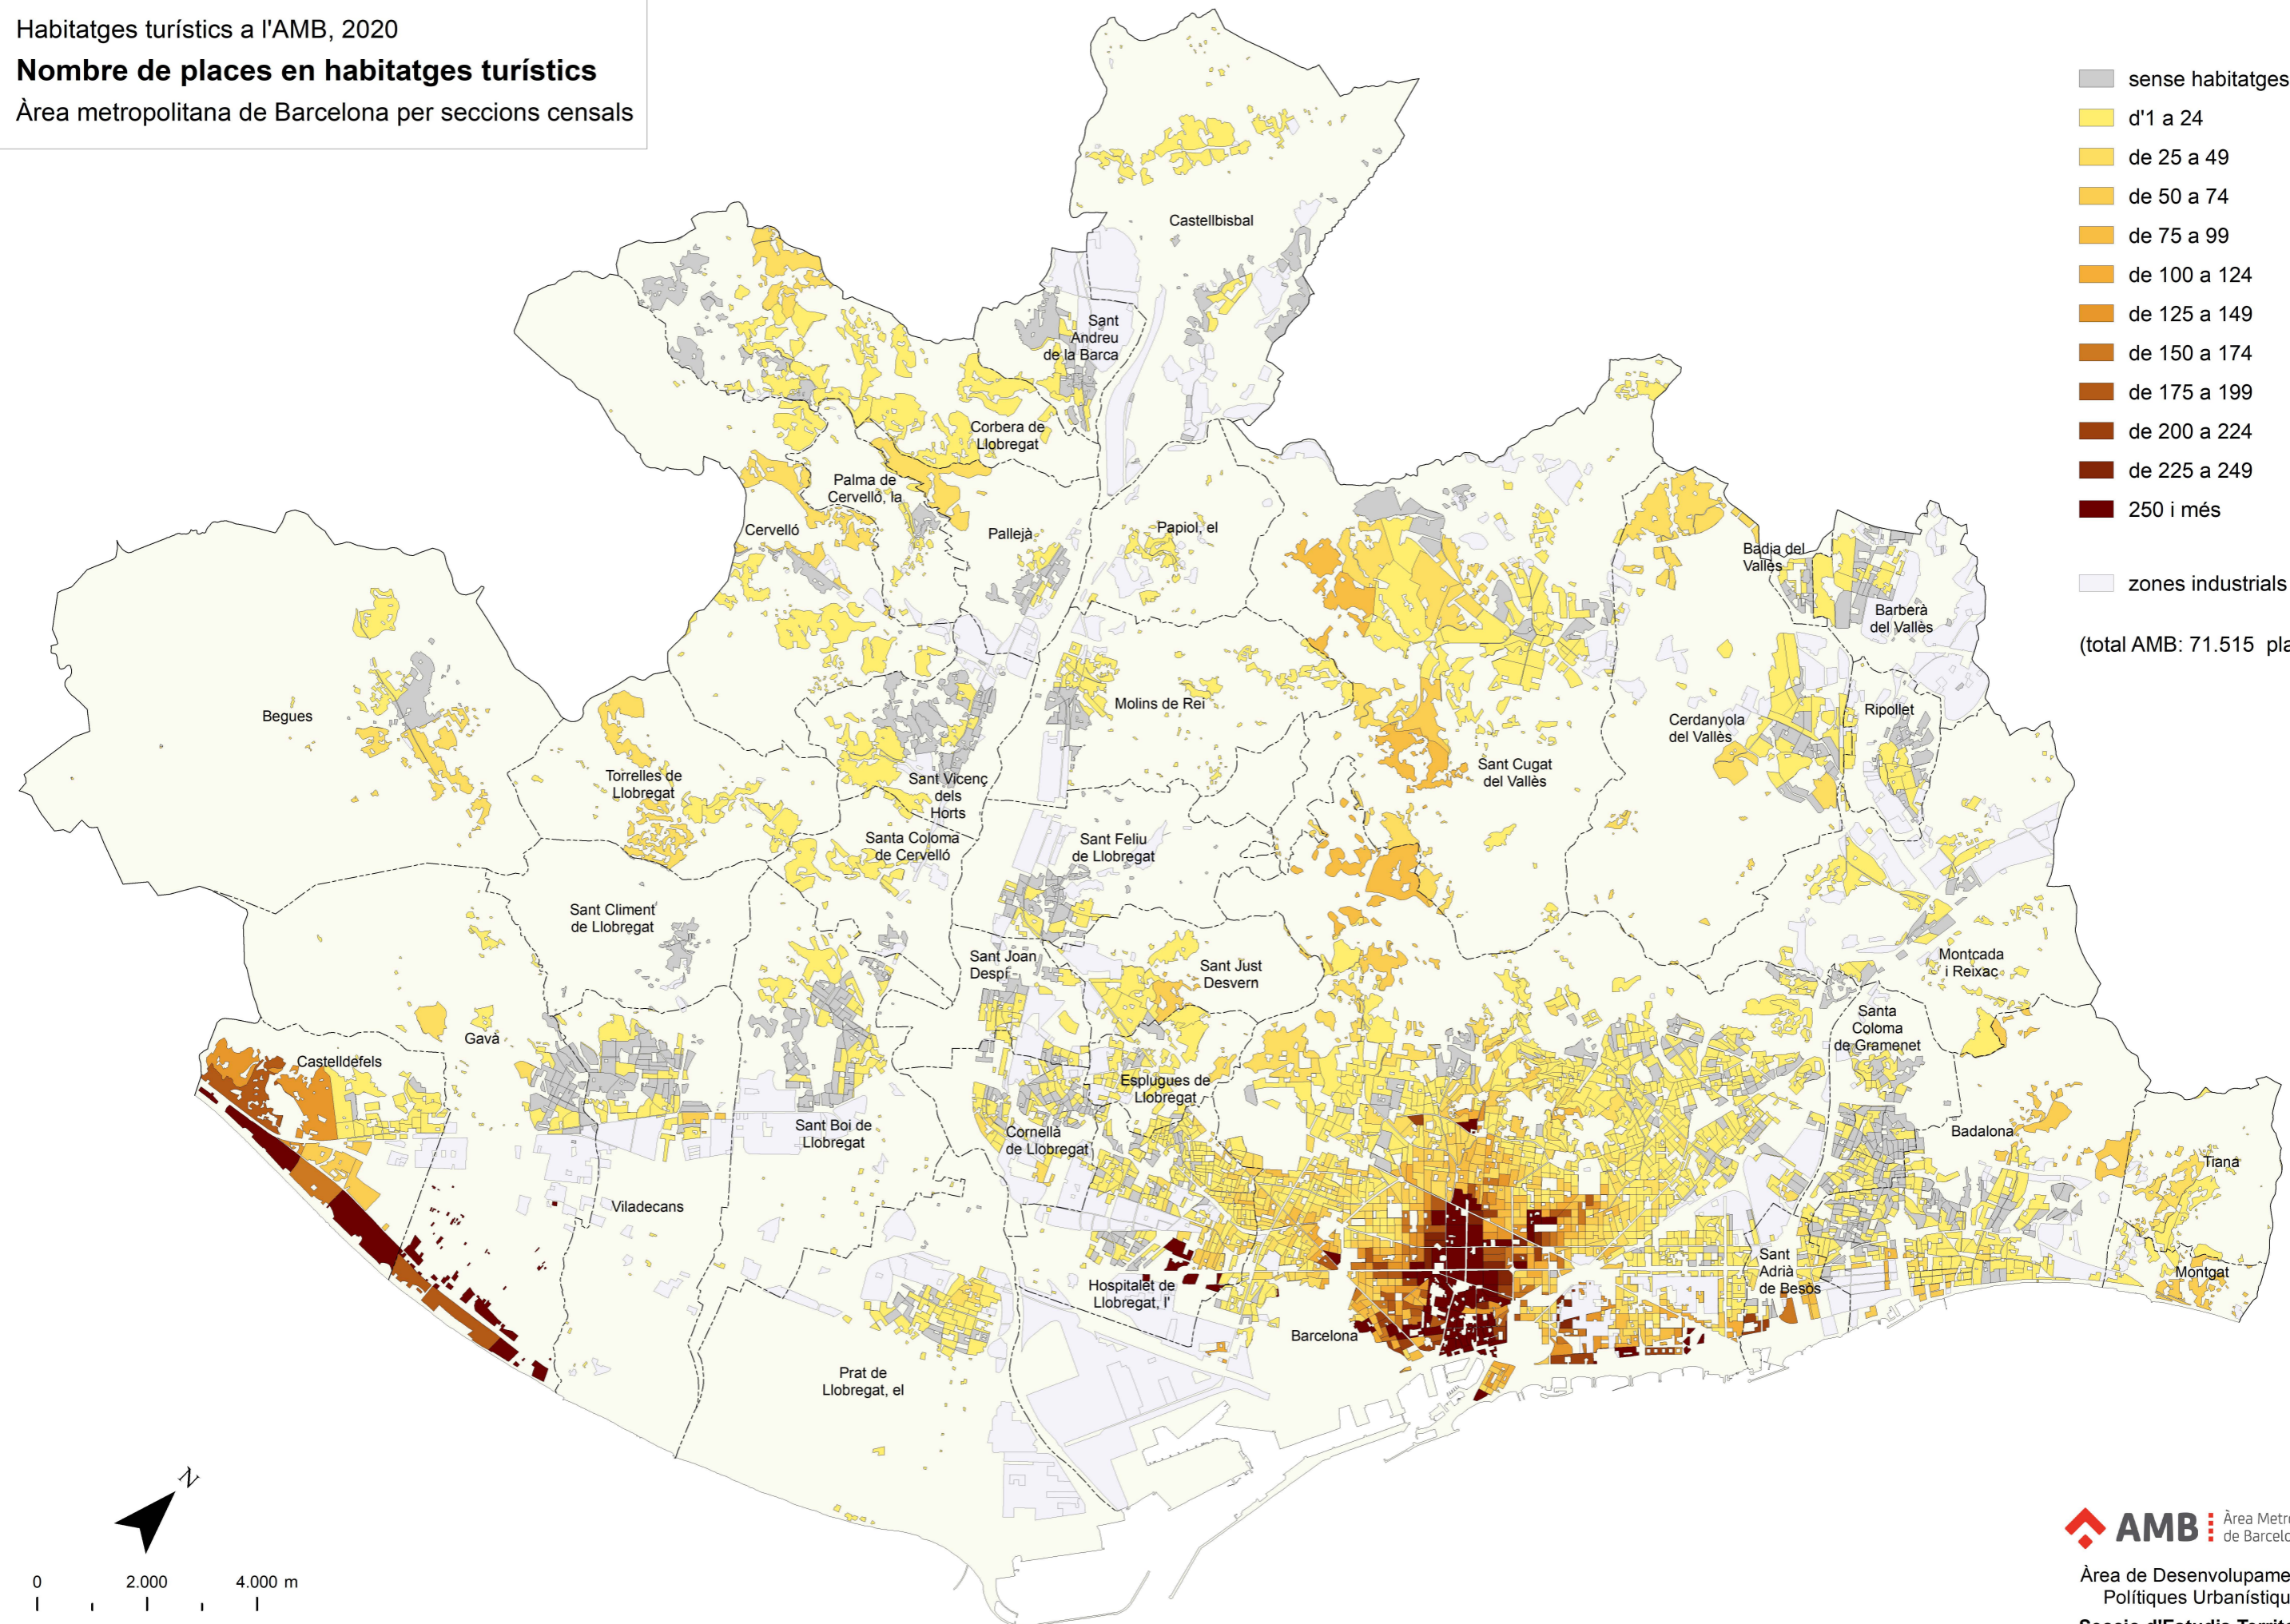 Habitatges turístics a l'AMB, 2020
Nombre de places en habitatges turístics
Àrea metropolitana de Barcelona per seccions censals
sense habitatges
d'1 a 24
de 25 a 49
de 50 a 74
de 75 a 99
de 100 a 124
de 125 a 149
de 150 a 174
de 175 a 199
de 200 a 224
de 225 a 249
250 i més
zones industrials
(total AMB: 71.515
Castellbisbal
Sant
Andreu
de la Barca
Corbera de
Llobregat
Palma de
Cervelló, la
Cervelló
Pallejà
Papiol, el
Badia del
Vallès
Barberà
del Vallès
Begues
Molins de Rei
Ripollet
Cerdanyola
del Vallès
Sant Cugat
del Vallès
Torrelles de
Llobregat
Sant Vicenç
dels
Horts
Santa Coloma
de Cervelló
Sant Feliu
de Llobregat
Sant Climent
de Llobregat
Sant Joan
Despí
Sant Just
Desvern
Montcada
i Reixac
Santa
Coloma
de Gramenet
Gavà
Castelldefels
Esplugues de
Llobregat
Sant Boi de
Llobregat
Cornellà
de Llobregat
Badalona
Tiana
Viladecans
Sant
Adrià
de Besòs
Montgat
Hospitalet de
Llobregat, l'
Barcelona
Prat de
Llobregat, el
N
0 2.000 4.000 m
AMB
Àrea
de
Àrea de
Polítiques